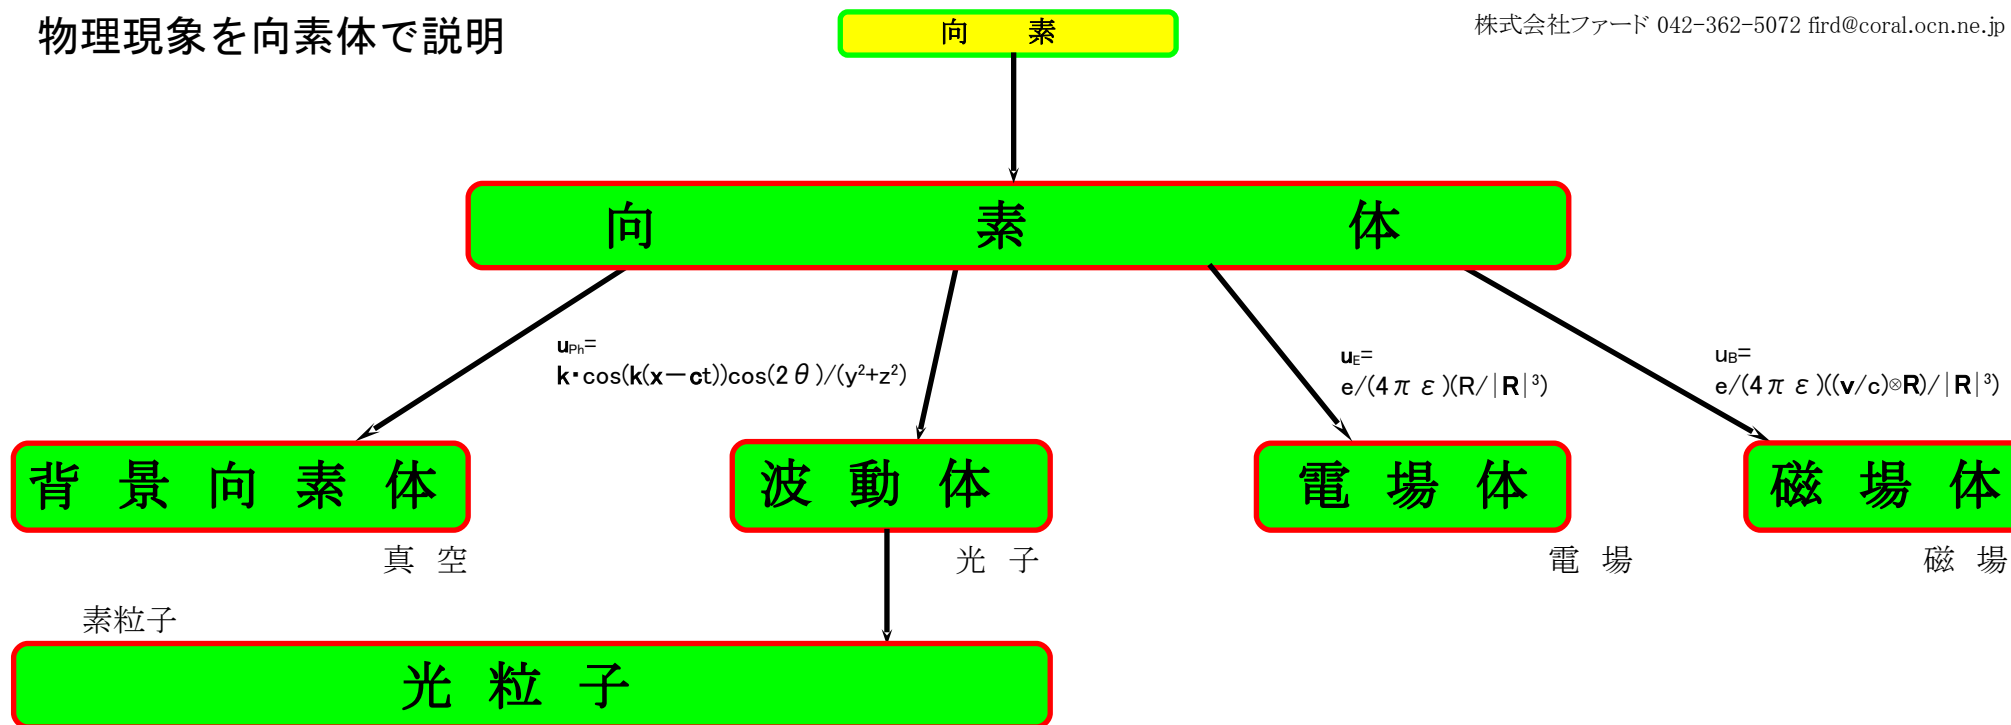 物理現象を向素体で説明
向 素
株式会社ファード 042-362-5072 fird@coral.ocn.ne.jp
向 素 体
u_Ph=
k・cos(k(x-ct))cos(2θ)/(y²+z²)
u_E=
e/(4πε)(R/|R|³)
u_B=
e/(4πε)((v/c)⊗R)/|R|³)
背景向素体
波動体
電場体
磁場体
真空
光子
電場
磁場
素粒子
光粒子